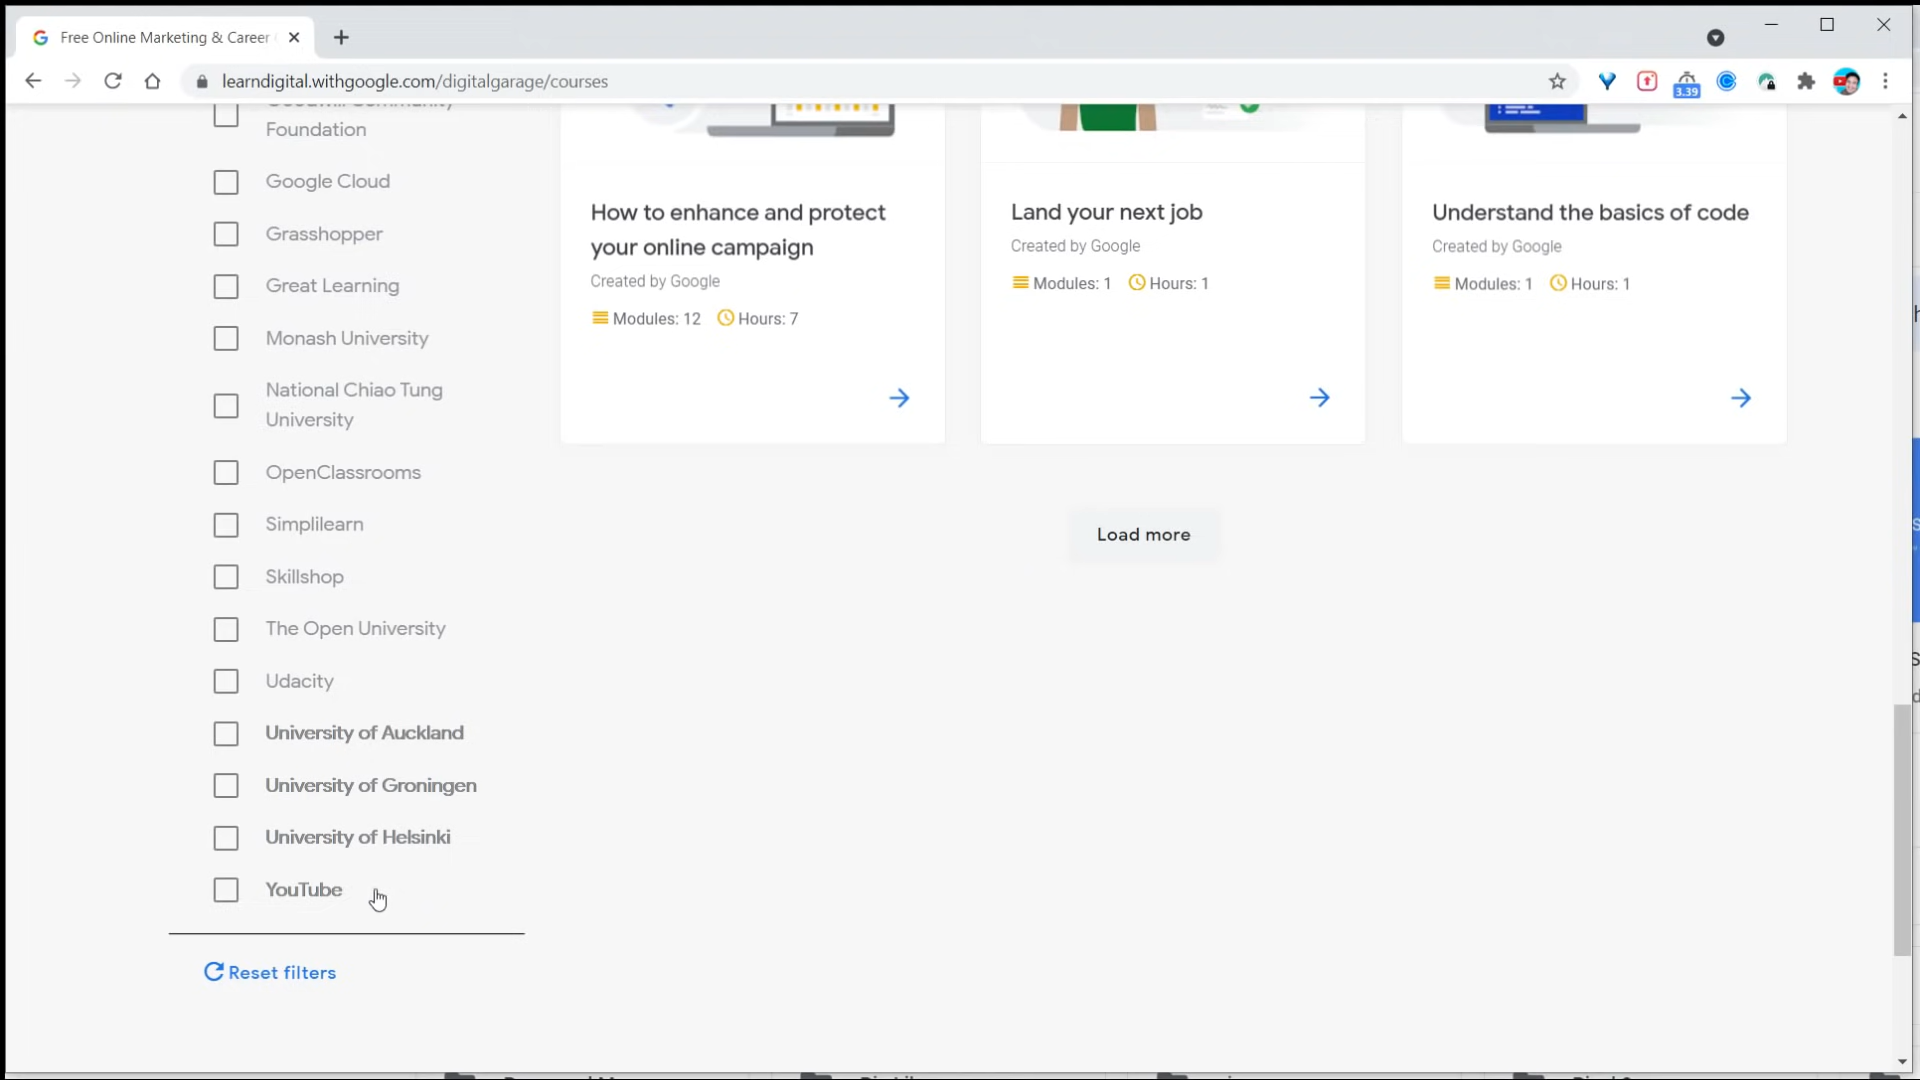 Free Online Marketing & Career
learndigital.withgoogle.com/digitalgarage/courses
3.39
Goodwill Community
Foundation
Google Cloud
Grasshopper
Great Learning
Monash University
National Chiao Tung
University
OpenClassrooms
Simplilearn
Skillshop
The Open University
Udacity
University of Auckland
University of Groningen
University of Helsinki
YouTube
Reset filters
How to enhance and protect
your online campaign
Created by Google
Modules: 12 Hours: 7
Land your next job
Created by Google
Modules: 1 Hours: 1
Understand the basics of code
Created by Google
Modules: 1 Hours: 1
Load more